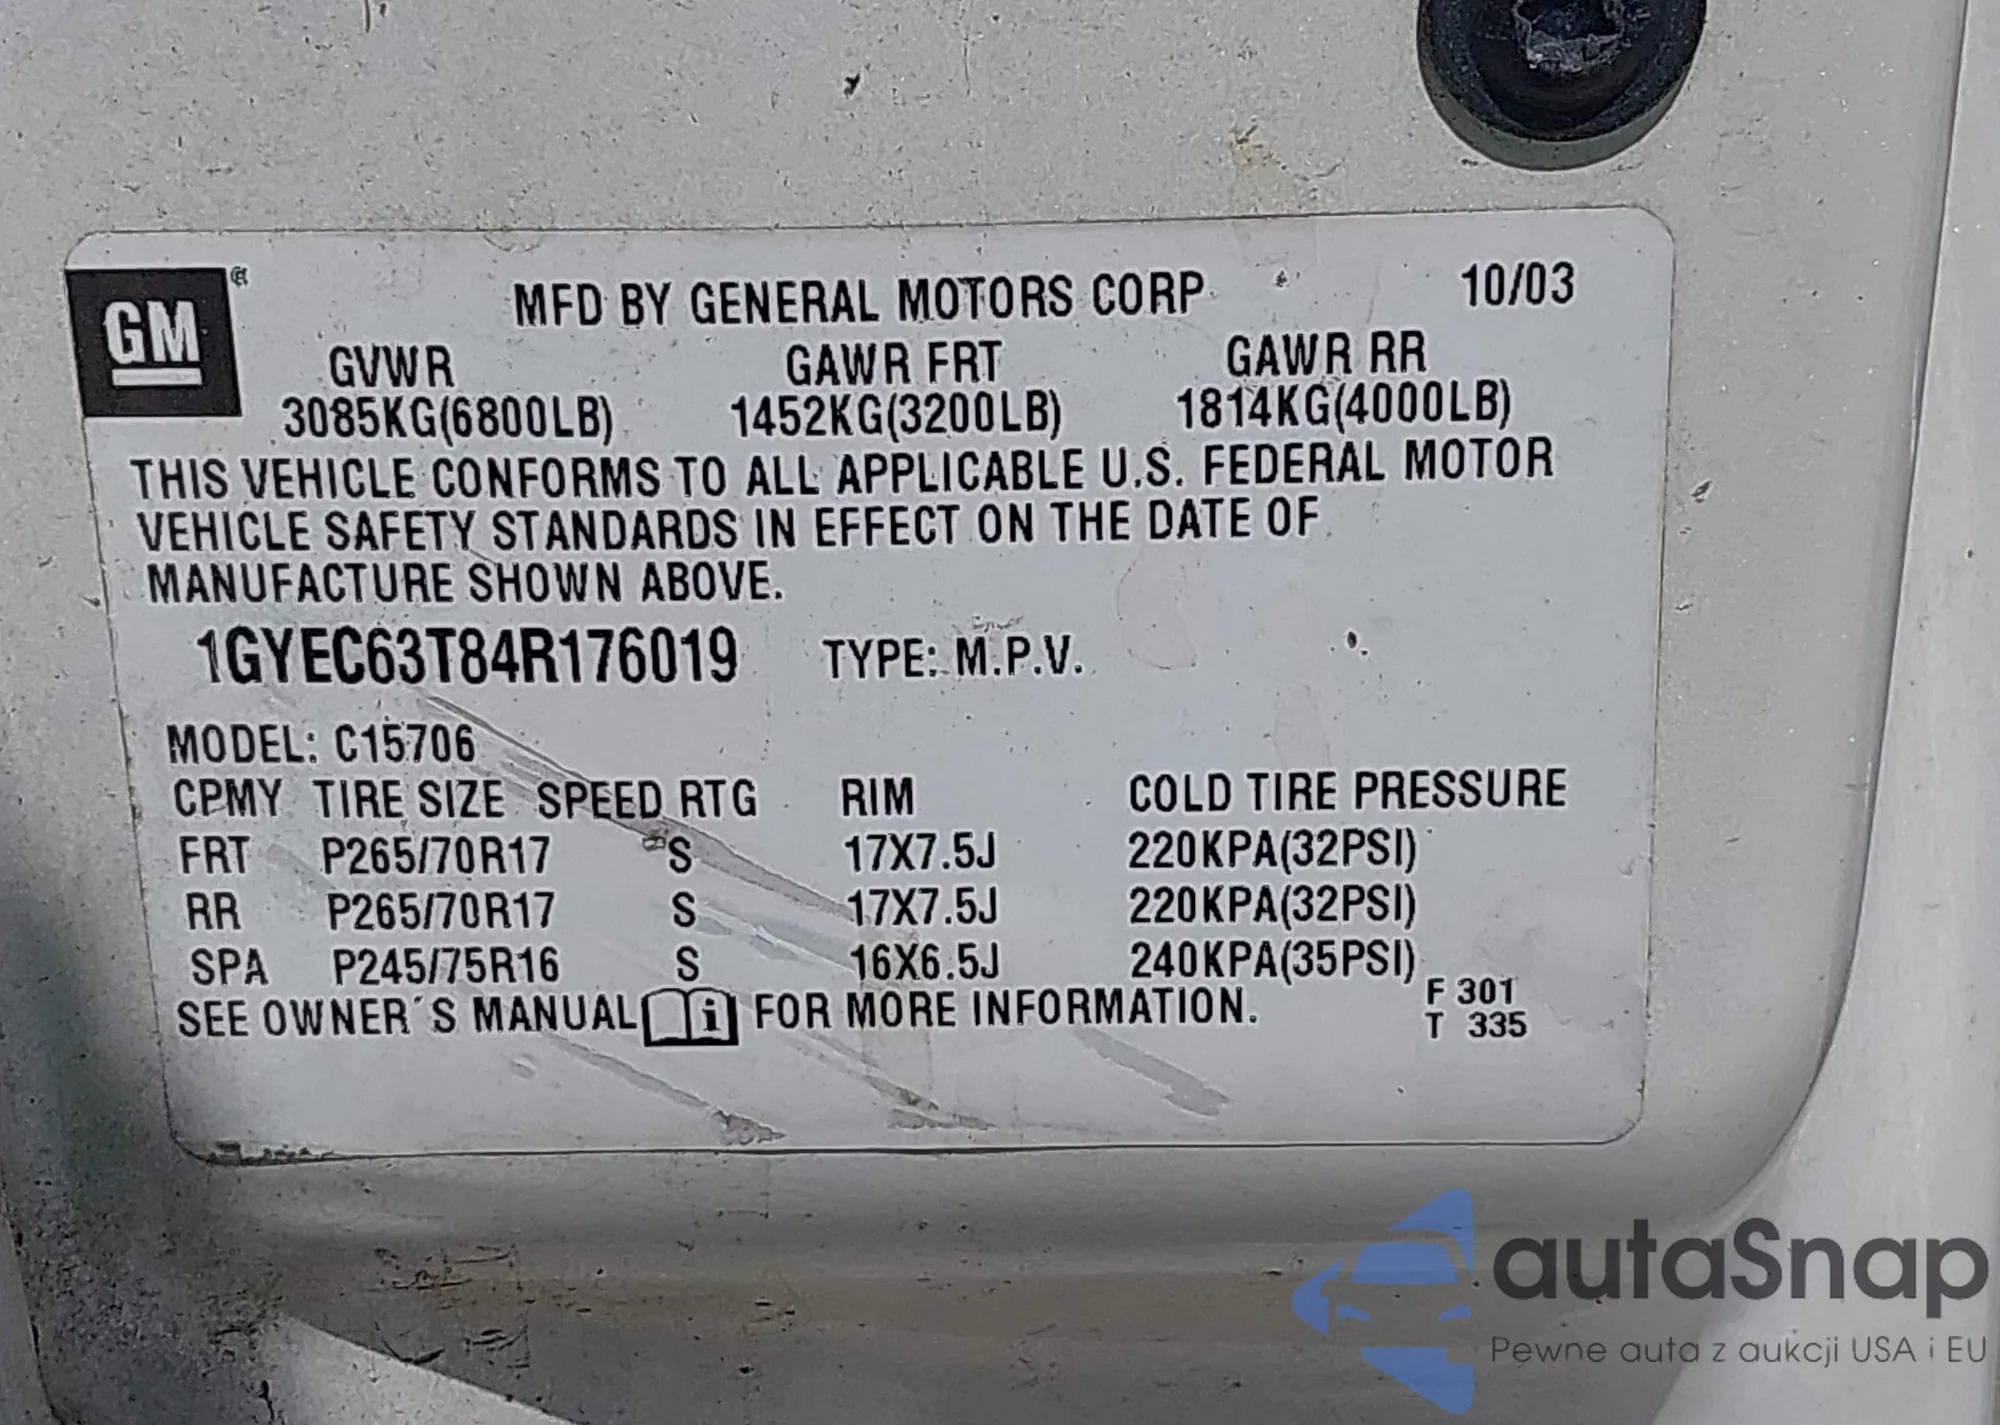 GM ®
MFD BY GENERAL MOTORS CORP 10/03
GVWR GAWR FRT GAWR RR
3085KG(6800LB) 1452KG(3200LB) 1814KG(4000LB)
THIS VEHICLE CONFORMS TO ALL APPLICABLE U.S. FEDERAL MOTOR
VEHICLE SAFETY STANDARDS IN EFFECT ON THE DATE OF
MANUFACTURE SHOWN ABOVE.
1GYEC63T84R176019 TYPE: M.P.V.
MODEL: C15706
CPMY TIRE SIZE SPEED RTG RIM COLD TIRE PRESSURE
FRT P265/70R17 S 17X7.5J 220KPA(32PSI)
RR P265/70R17 S 17X7.5J 220KPA(32PSI)
SPA P245/75R16 S 16X6.5J 240KPA(35PSI)
SEE OWNER´S MANUAL i FOR MORE INFORMATION.
F 301
T 335
autaSnap
Pewne auta z aukcji USA i EU